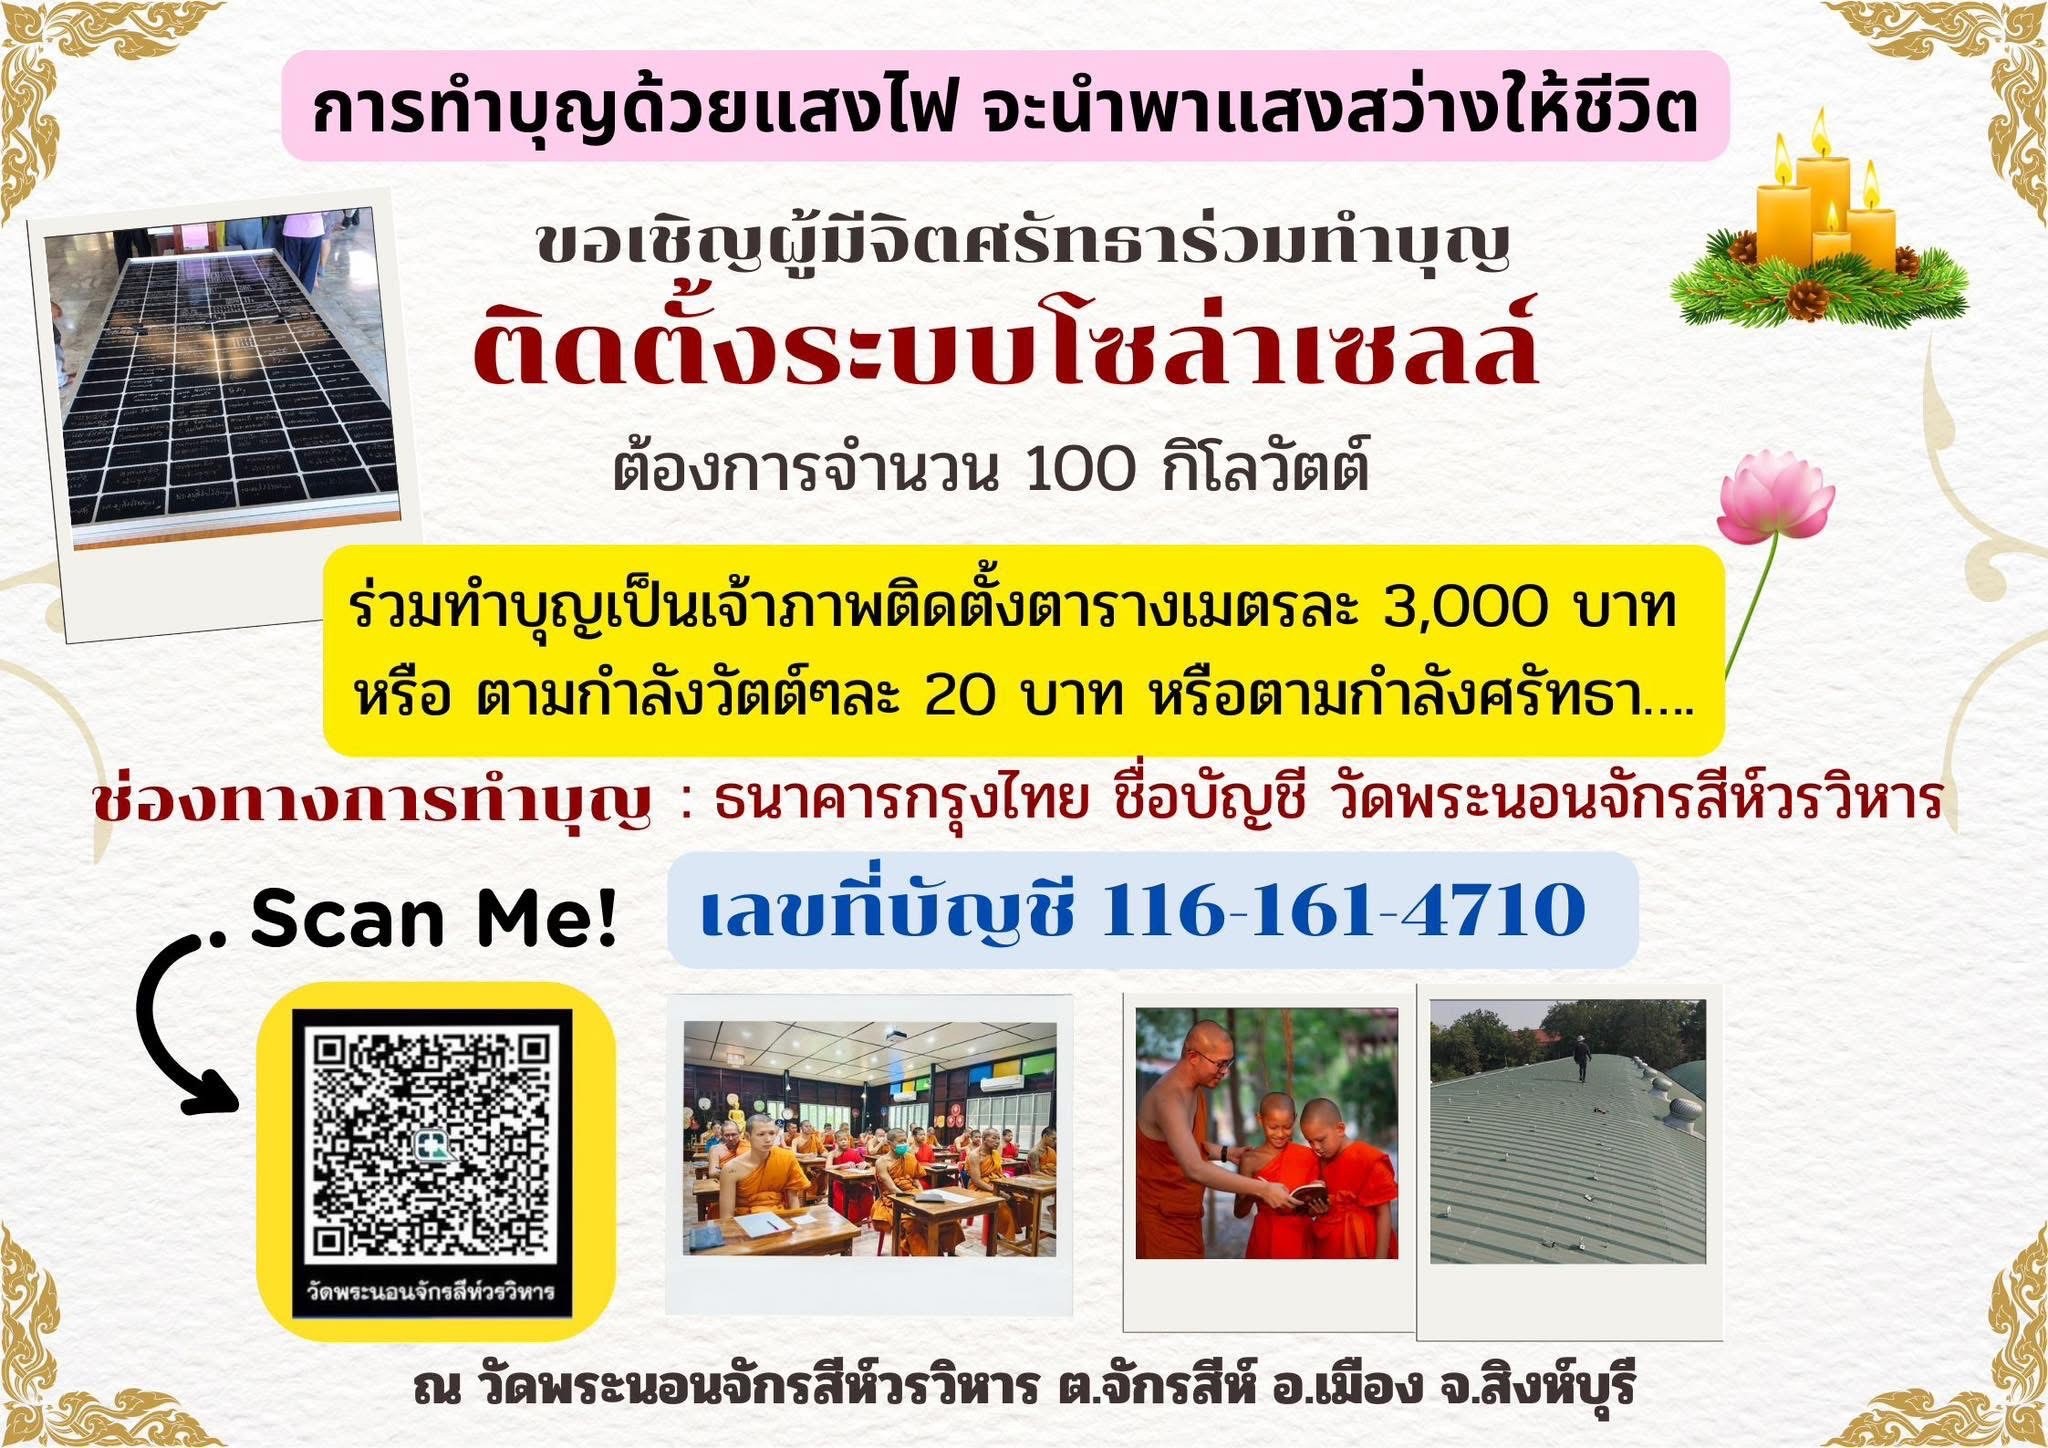 การทำบุญด้วยแสงไฟ จะนำพาแสงสว่างให้ชีวิต
ขอเชิญผู้มีจิตศรัทธาร่วมทำบุญ
ติดตั้งระบบโซล่าเซลล์
ต้องการจำนวน 100 กิโลวัตต์
ร่วมทำบุญเป็นเจ้าภาพติดตั้งตารางเมตรละ 3,000 บาท
หรือ ตามกำลังวัตต์ๆละ 20 บาท หรือตามกำลังศรัทธา....
ช่องทางการทำบุญ : ธนาคารกรุงไทย ชื่อบัญชี วัดพระนอนจักรสีห์วรวิหาร
. Scan Me!
เลขที่บัญชี 116-161-4710
วัดพระนอนจักรสีห์วรวิหาร
ณ วัดพระนอนจักรสีห์วรวิหาร ต.จักรสีห์ อ.เมือง จ.สิงห์บุรี